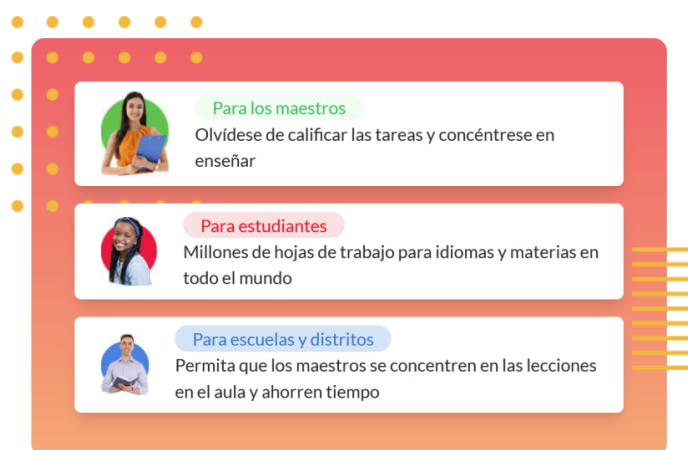 Para los maestros
Olvídese de calificar las tareas y concéntrese en
enseñar
Para estudiantes
Millones de hojas de trabajo para idiomas y materias en
todo el mundo
Para escuelas y distritos
Permita que los maestros se concentren en las lecciones
en el aula y ahorren tiempo